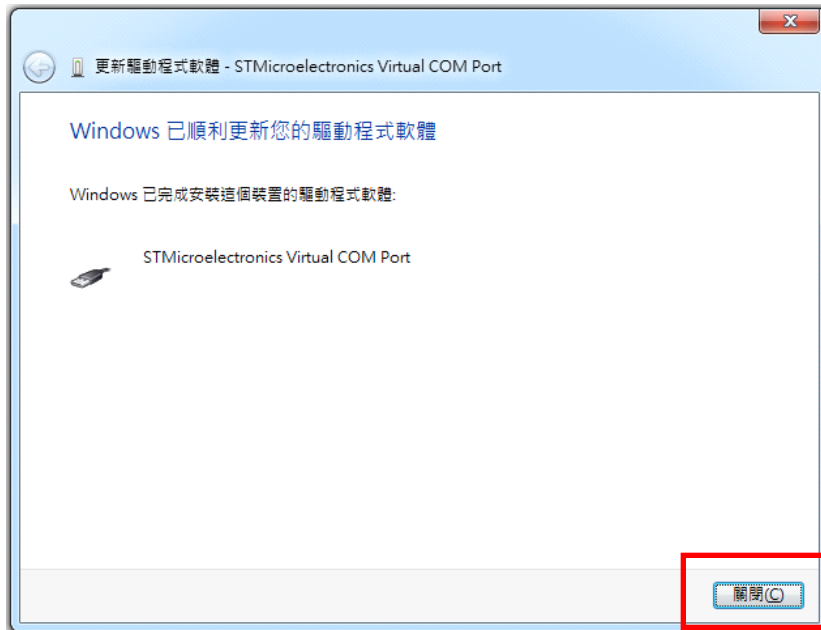 更新驅動程式軟體 - STMicroelectronics Virtual COM Port
Windows 已順利更新您的驅動程式軟體
Windows 已完成安裝這個裝置的驅動程式軟體:
STMicroelectronics Virtual COM Port
關閉(C)